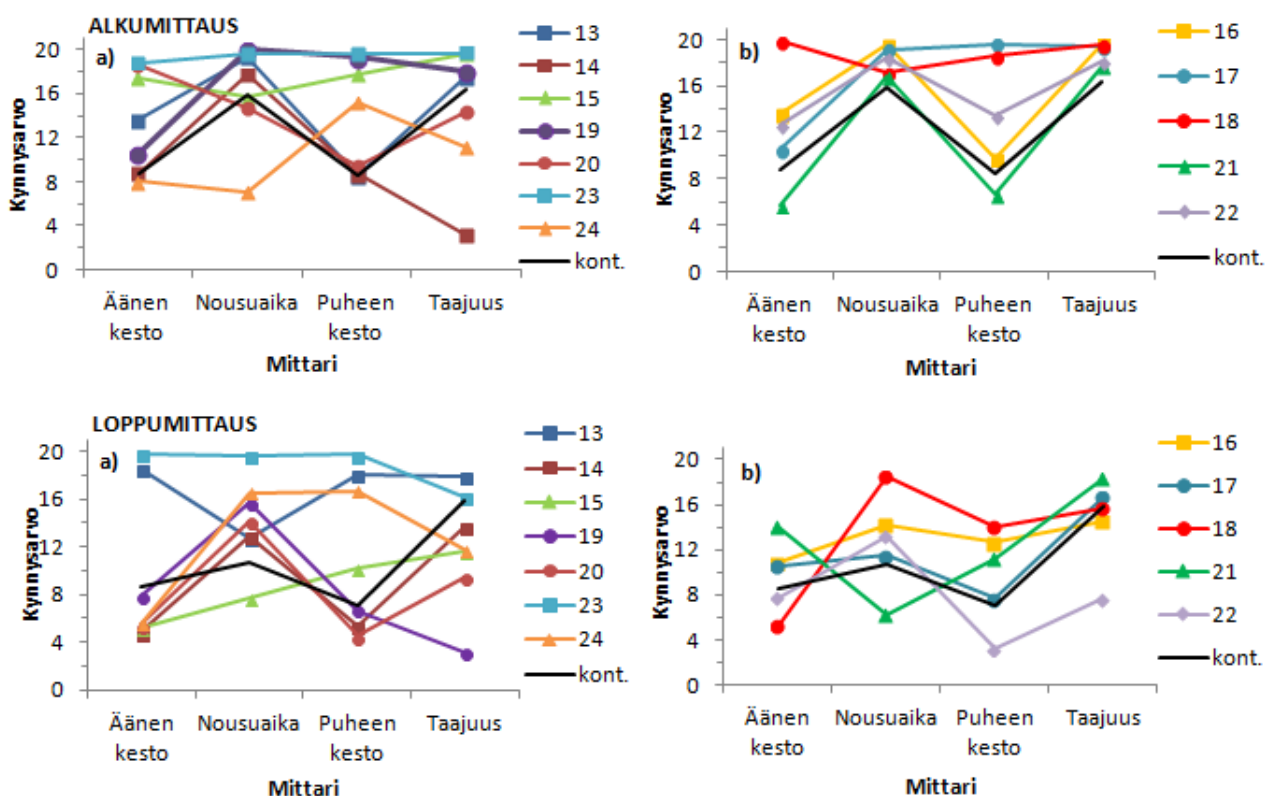 ALKUMITTAUS
a)
Kynnysarvo
20
16
12
8
4
0
Äänen
kesto
Nousuaika
Puheen
kesto
Taajuus
Mittari
13
14
15
19
20
23
24
kont.
b)
Kynnysarvo
20
16
12
8
4
0
Äänen
kesto
Nousuaika
Puheen
kesto
Taajuus
Mittari
16
17
18
21
22
kont.
LOPPUMITTAUS
a)
Kynnysarvo
20
16
12
8
4
0
Äänen
kesto
Nousuaika
Puheen
kesto
Taajuus
Mittari
13
14
15
19
20
23
24
kont.
b)
Kynnysarvo
20
16
12
8
4
0
Äänen
kesto
Nousuaika
Puheen
kesto
Taajuus
Mittari
16
17
18
21
22
kont.